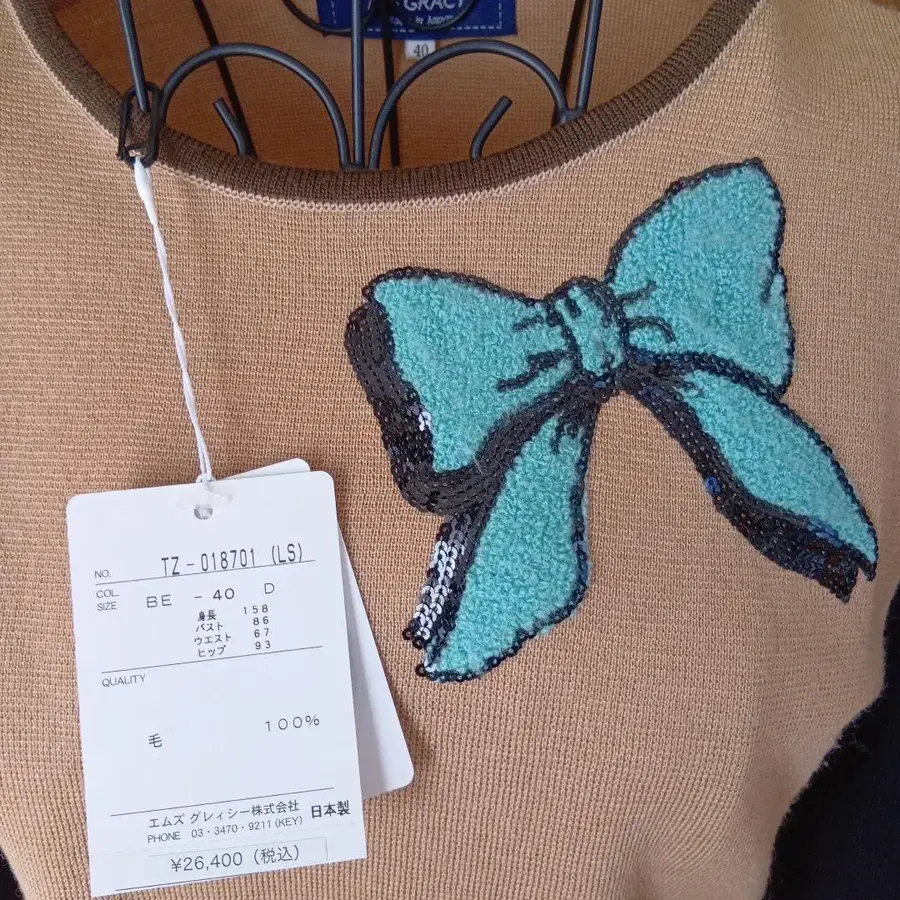 GRACY
in Japan
40
NO. TZ-018701 (LS)
COL.
SIZE BE - 40 D
身長 158
バスト 86
ウエスト 67
ヒップ 93
QUALITY
毛 100%
エムズ グレィシー株式会社 日本製
PHONE 03・3470・9211 (KEY)
¥26,400(税込)